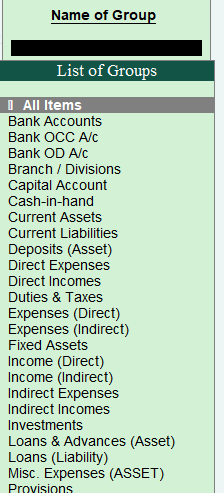 Name of Group
List of Groups
All Items
Bank Accounts
Bank OCC A/c
Bank OD A/c
Branch / Divisions
Capital Account
Cash-in-hand
Current Assets
Current Liabilities
Deposits (Asset)
Direct Expenses
Direct Incomes
Duties & Taxes
Expenses (Direct)
Expenses (Indirect)
Fixed Assets
Income (Direct)
Income (Indirect)
Indirect Expenses
Indirect Incomes
Investments
Loans & Advances (Asset)
Loans (Liability)
Misc. Expenses (ASSET)
Provisions